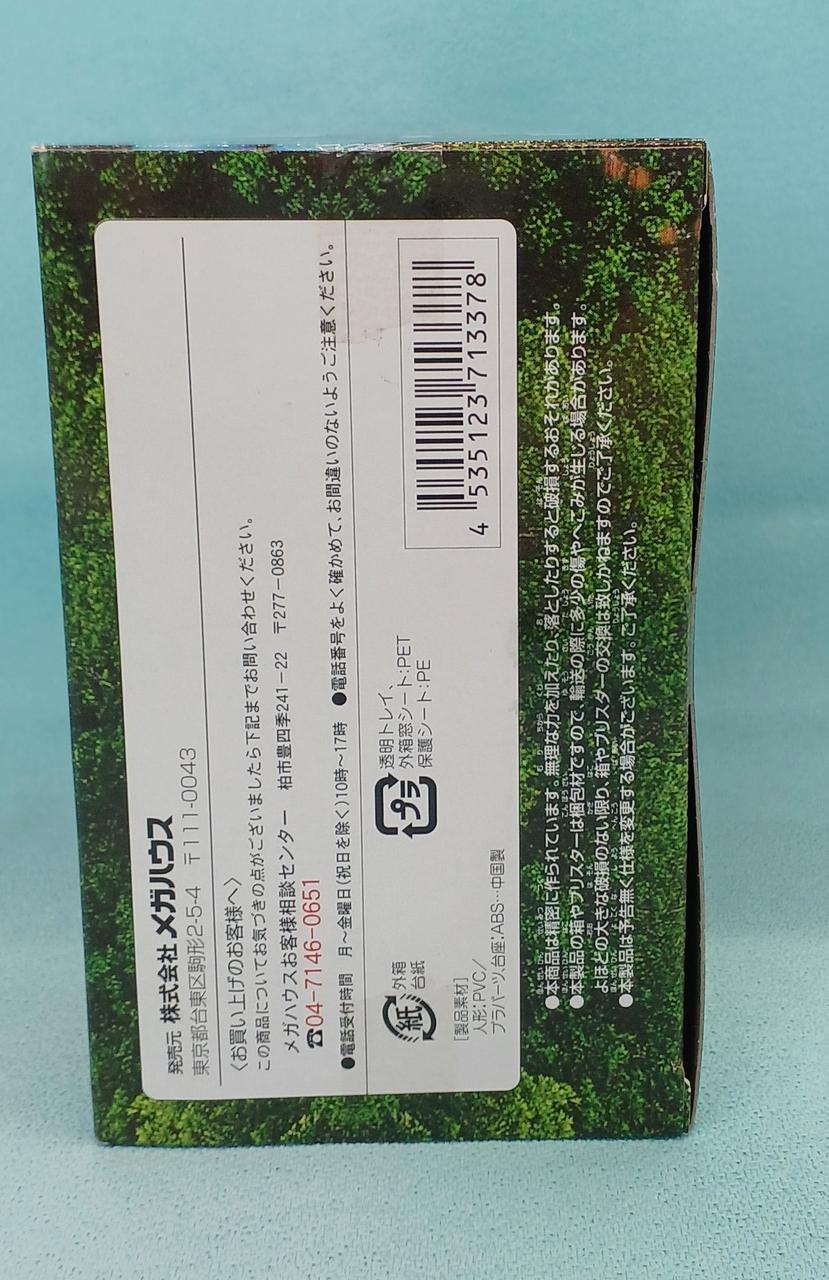 発売元 株式会社 メガハウス
東京都台東区駒形2-5-4 〒111-0043
〈お買い上げのお客様へ〉
この商品についてお気づきの点がございましたら下記までお問い合わせください。
メガハウスお客様相談センター 柏市豊四季241-22 〒277-0863
☎04-7146-0651
●電話受付時間 月〜金曜日(祝日を除く)10時〜17時 ●電話番号をよく確かめて、お間違いのないようご注意ください。
紙 外箱
台紙
プラ 透明トレイ、
外箱窓シート:PET
保護シート:PE
[製品素材]
人形:PVC/
プラパーツ、台座:ABS…中国製
4 535123 713378
●本商品は精密に作られています。無理な力を加えたり、落としたりすると破損するおそれがあります。
●本製品の箱やブリスターは梱包材ですので、輸送の際に多少の傷やへこみが生じる場合があります。
よほどの大きな破損のない限り、箱やブリスターの交換は致しかねますのでご了承ください。
●本製品は予告無く仕様を変更する場合がございます。ご了承ください。